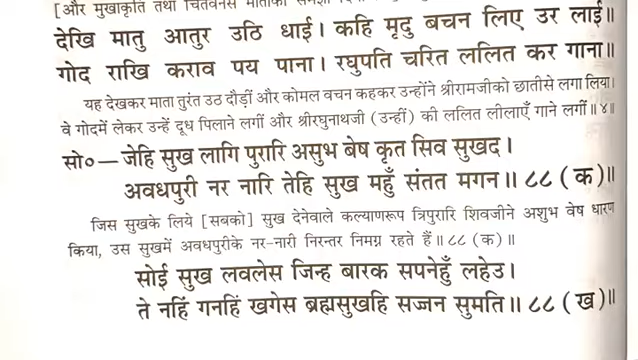 [और मुखाकृति तथा चितवनसे माताको
देखि मातु आतुर उठि धाई। कहि मृदु बचन लिए उर लाई॥
गोद राखि कराव पय पाना। रघुपति चरित ललित कर गाना॥
यह देखकर माता तुरंत उठ दौड़ीं और कोमल वचन कहकर उन्होंने श्रीरामजीको छातीसे लगा लिया।
वे गोदमें लेकर उन्हें दूध पिलाने लगीं और श्रीरघुनाथजी (उन्हीं) की ललित लीलाएँ गाने लगीं॥४॥
सो०—जेहि सुख लागि पुरारि असुभ बेष कृत सिव सुखद।
अवधपुरी नर नारि तेहि सुख महुँ संतत मगन॥८८(क)॥
जिस सुखके लिये [सबको] सुख देनेवाले कल्याणरूप त्रिपुरारि शिवजीने अशुभ वेष धारण
किया, उस सुखमें अवधपुरीके नर-नारी निरन्तर निमग्न रहते हैं॥८८(क)॥
सोई सुख लवलेस जिन्ह बारक सपनेहुँ लहेउ।
ते नहिं गनहिं खगेस ब्रह्मसुखहि सज्जन सुमति॥८८(ख)॥